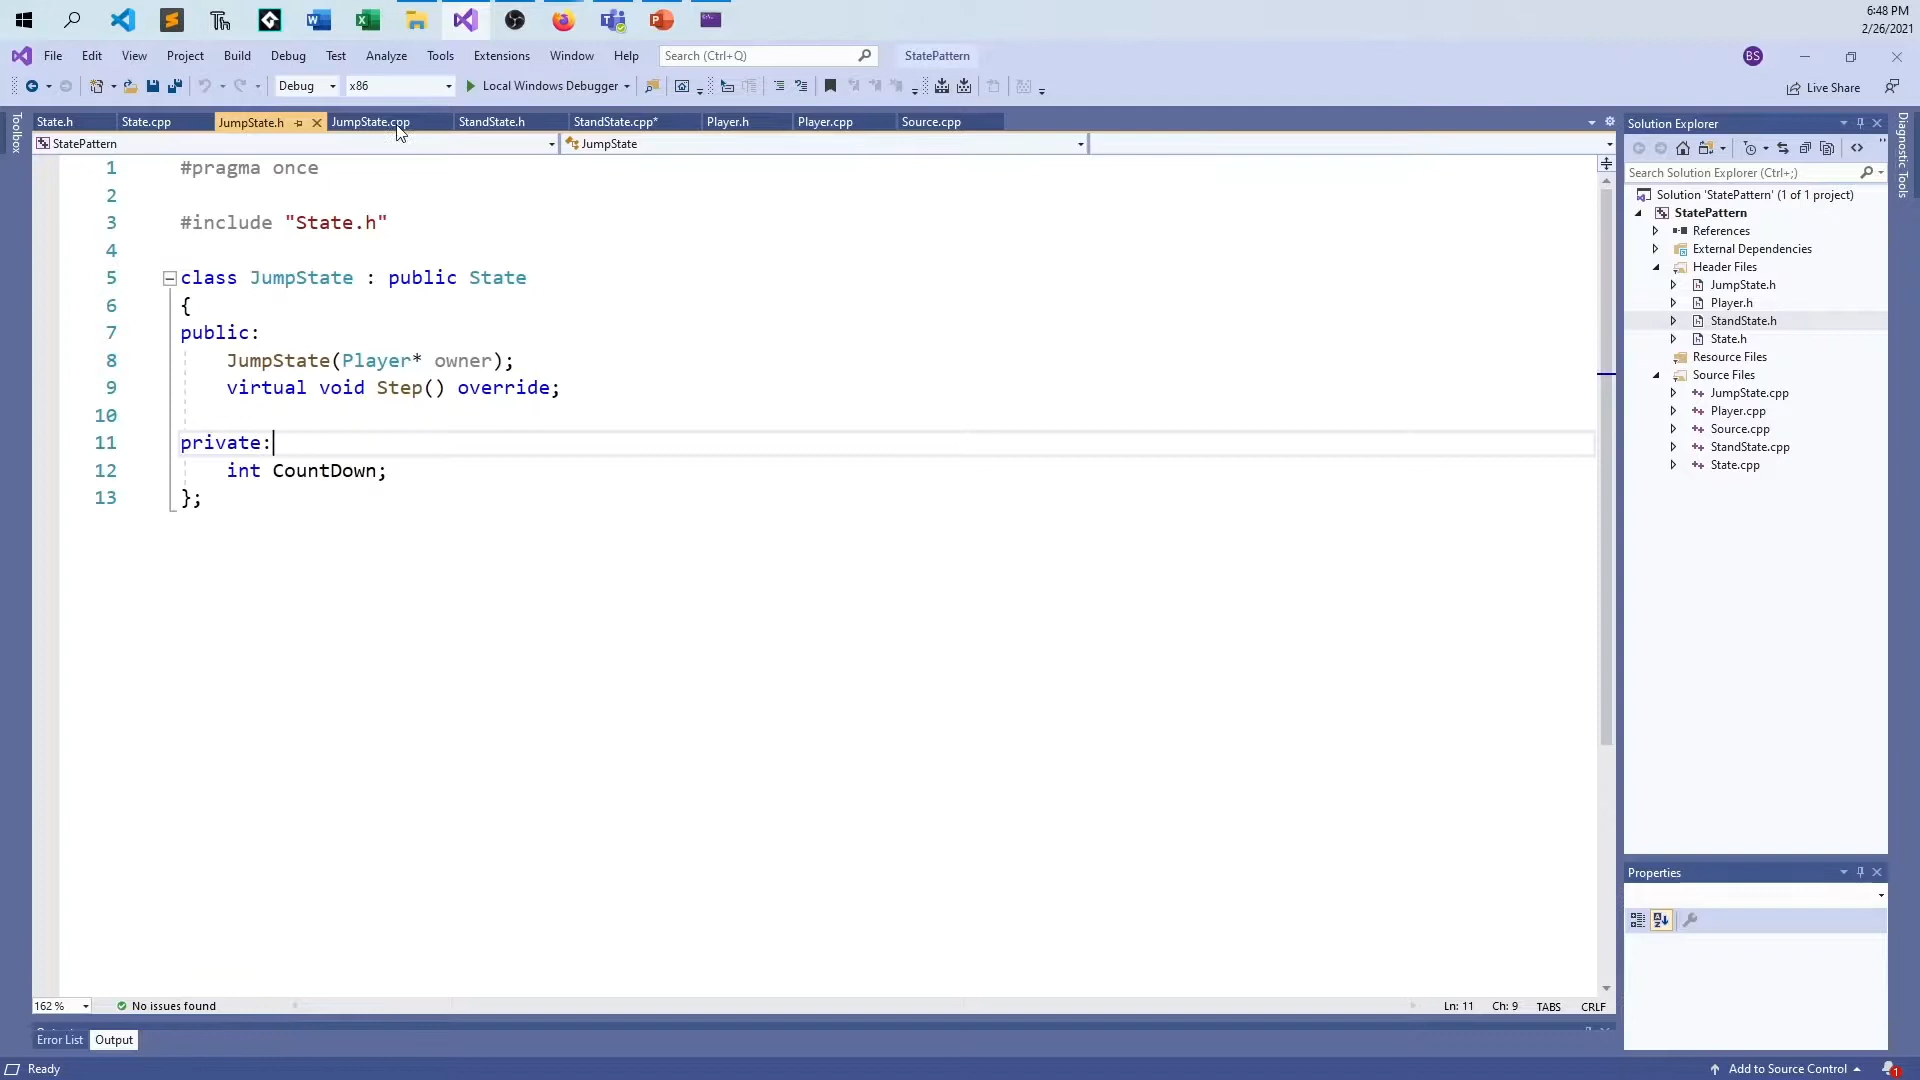 6:48 PM
2/26/2021
File Edit View Project Build Debug Test Analyze Tools Extensions Window Help Search (Ctrl+Q) StatePattern BS
Debug x86 Local Windows Debugger Live Share
Toolbox
State.h State.cpp JumpState.h JumpState.cpp StandState.h StandState.cpp* Player.h Player.cpp Source.cpp
StatePattern JumpState
1 #pragma once
2
3 #include "State.h"
4
5 class JumpState : public State
6 {
7 public:
8 JumpState(Player* owner);
9 virtual void Step() override;
10
11 private:
12 int CountDown;
13 };
162 % No issues found Ln: 11 Ch: 9 TABS CRLF
Error List Output
Ready Add to Source Control 1
Solution Explorer
Search Solution Explorer (Ctrl+;)
Solution 'StatePattern' (1 of 1 project)
StatePattern
References
External Dependencies
Header Files
JumpState.h
Player.h
StandState.h
State.h
Resource Files
Source Files
JumpState.cpp
Player.cpp
Source.cpp
StandState.cpp
State.cpp
Properties
Diagnostic Tools